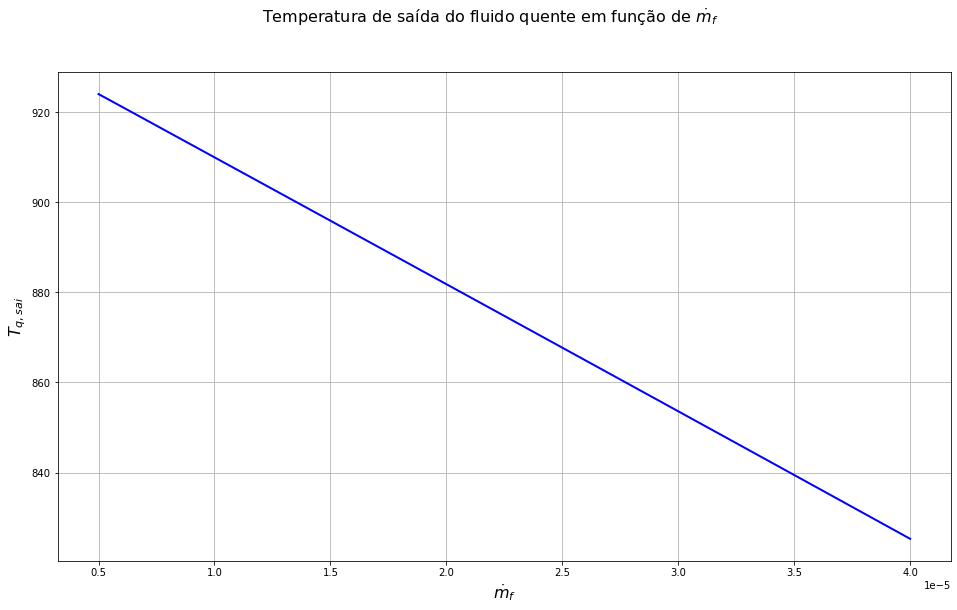 Temperatura de saída do fluido quente em função de ṁ_f
920
900
880
860
840
T_{q, sai}
0.5 1.0 1.5 2.0 2.5 3.0 3.5 4.0
1e−5
ṁ_f